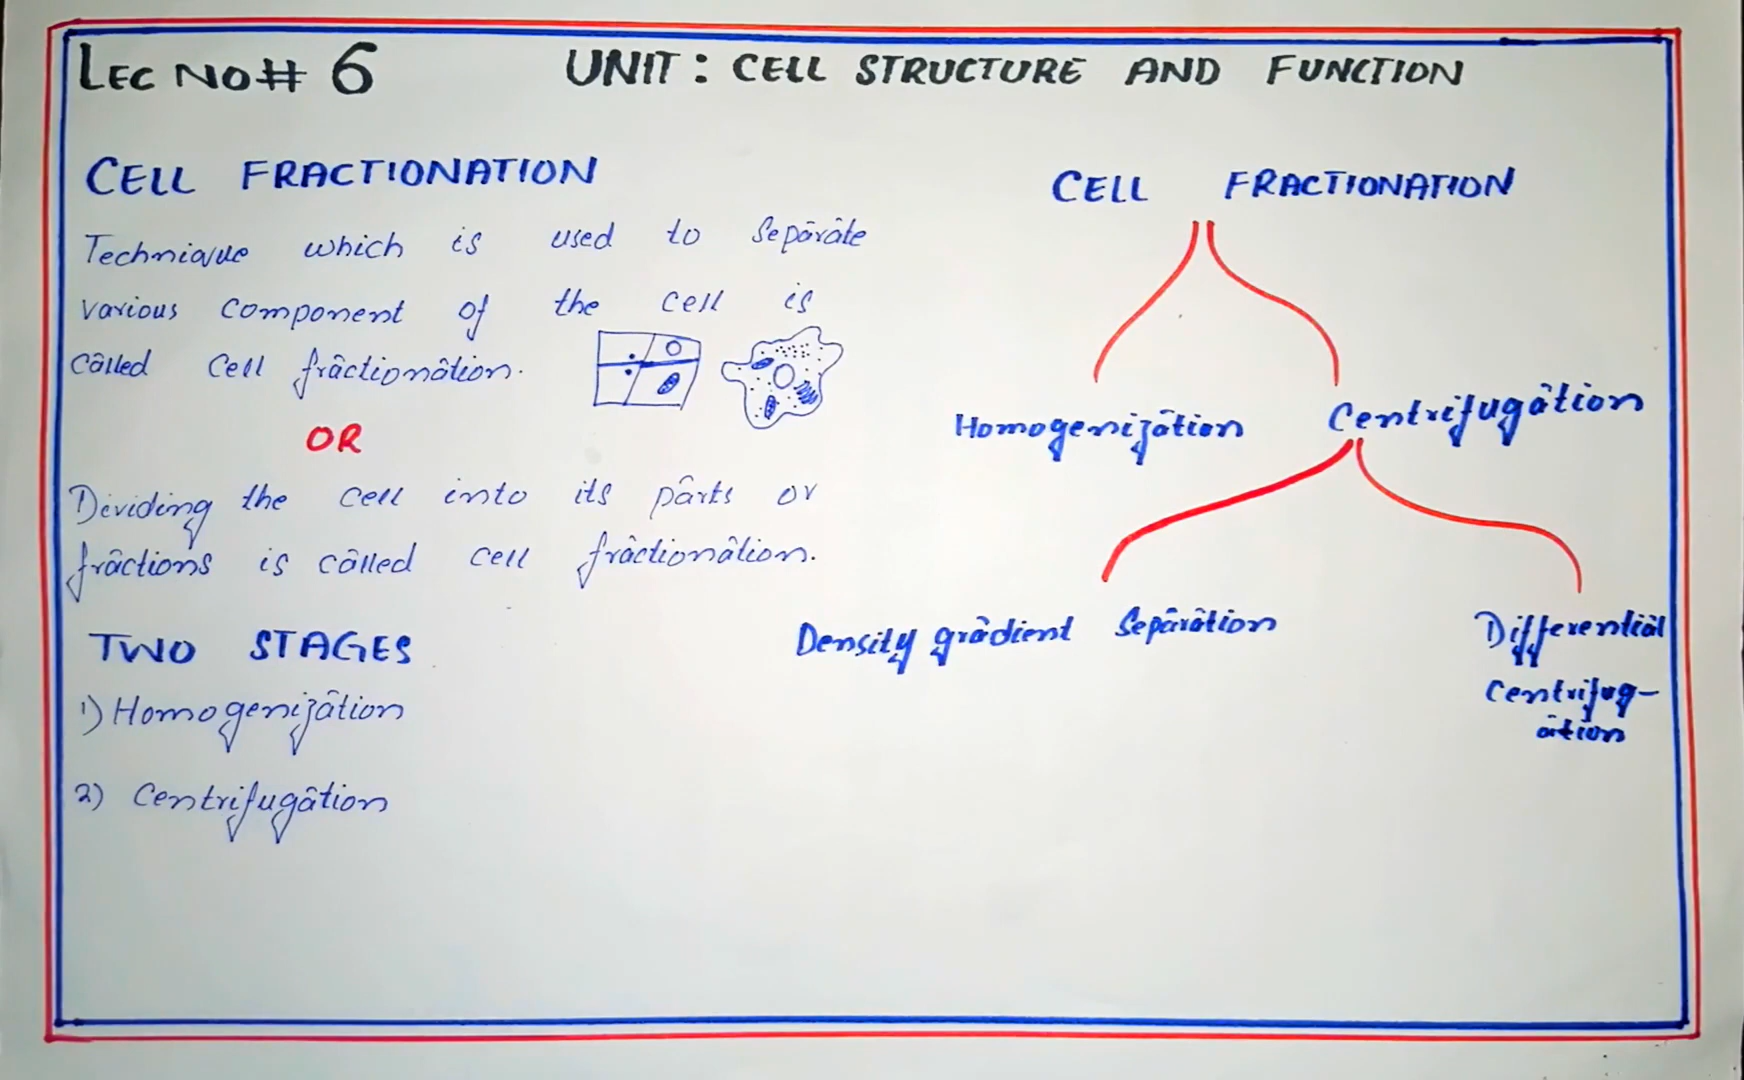 LEC NO# 6
UNIT: CELL STRUCTURE AND FUNCTION
CELL FRACTIONATION
Technique which is used to Separate
various component of the cell is
called cell fractionation.
OR
Dividing the cell into its parts or
fractions is called cell fractionation.
TWO STAGES
1) Homogenization
2) Centrifugation
CELL FRACTIONATION
Homogenization
Centrifugation
Density gradient Separation
Differential
Centrifug-
ation